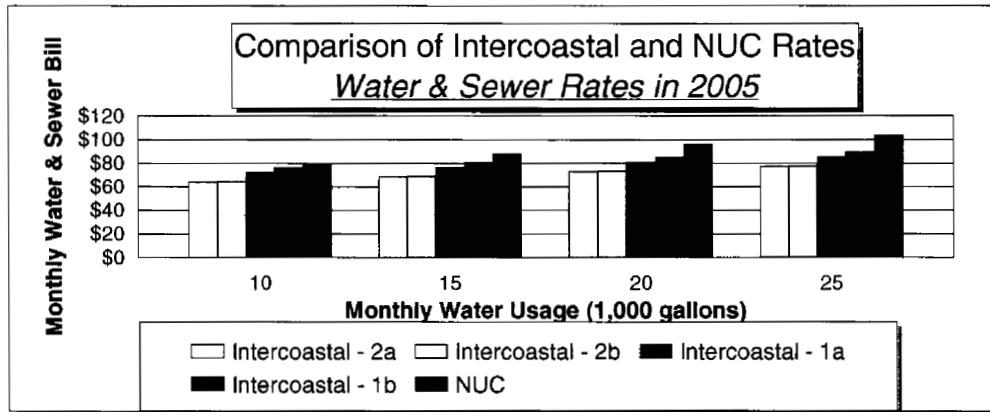 Comparison of Intercoastal and NUC Rates
Water & Sewer Rates in 2005
Monthly Water & Sewer Bill
$120
$100
$80
$60
$40
$20
$0
10 15 20 25
Monthly Water Usage (1,000 gallons)
Intercoastal - 2a Intercoastal - 2b Intercoastal - 1a
Intercoastal - 1b NUC